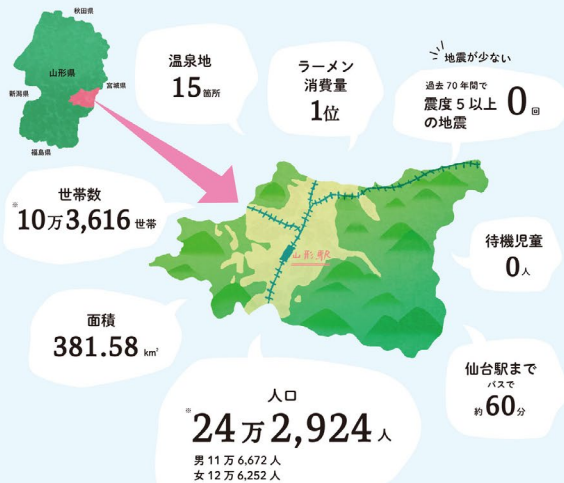 秋田県
山形県
宮城県
新潟県
福島県
温泉地
15箇所
ラーメン
消費量
1位
地震が少ない
過去70年間で
震度5以上
の地震
0回
※
世帯数
10万3,616世帯
山形駅
待機児童
0人
面積
381.58km²
仙台駅まで
バスで
約60分
人口
※
24万2,924人
男11万6,672人
女12万6,252人